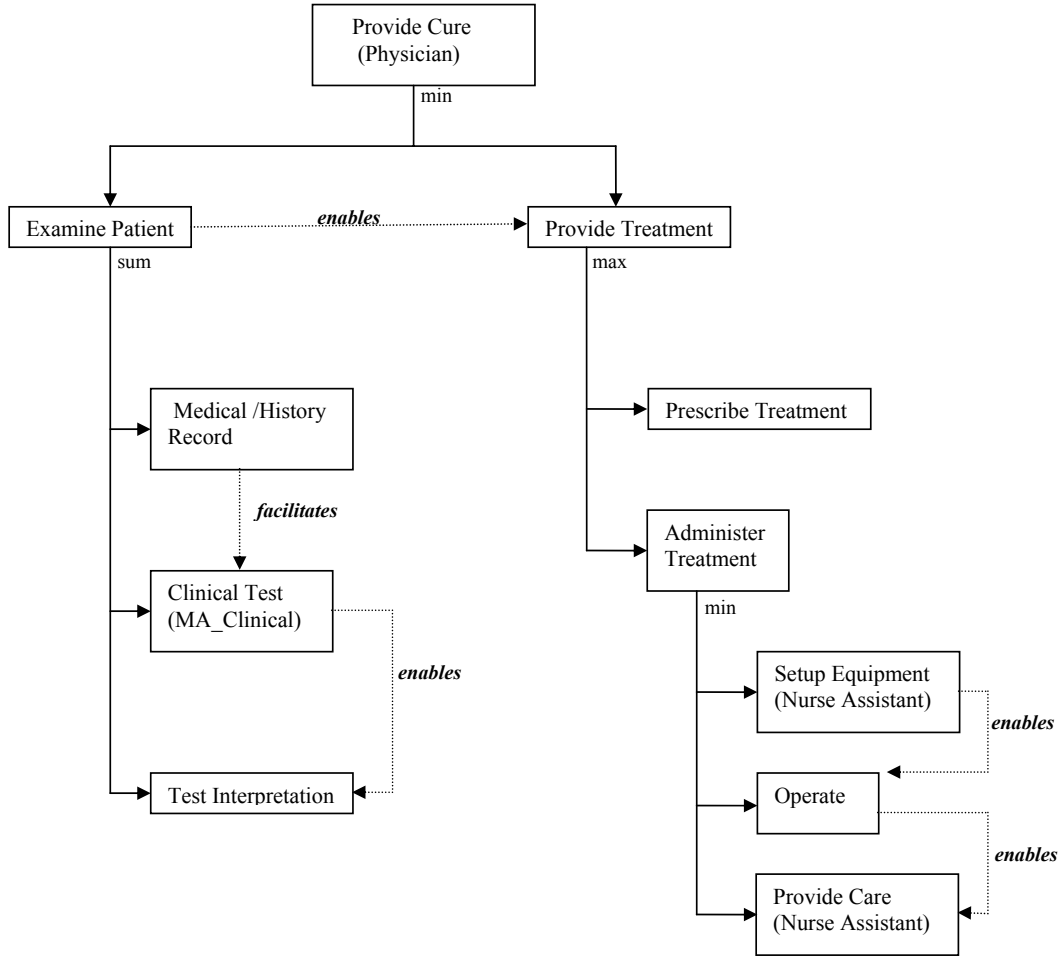 Provide Cure
(Physician)
min
Examine Patient
enables
Provide Treatment
sum
max
Medical /History
Record
Prescribe Treatment
facilitates
Administer
Treatment
Clinical Test
(MA_Clinical)
min
enables
Setup Equipment
(Nurse Assistant)
enables
Test Interpretation
Operate
enables
Provide Care
(Nurse Assistant)